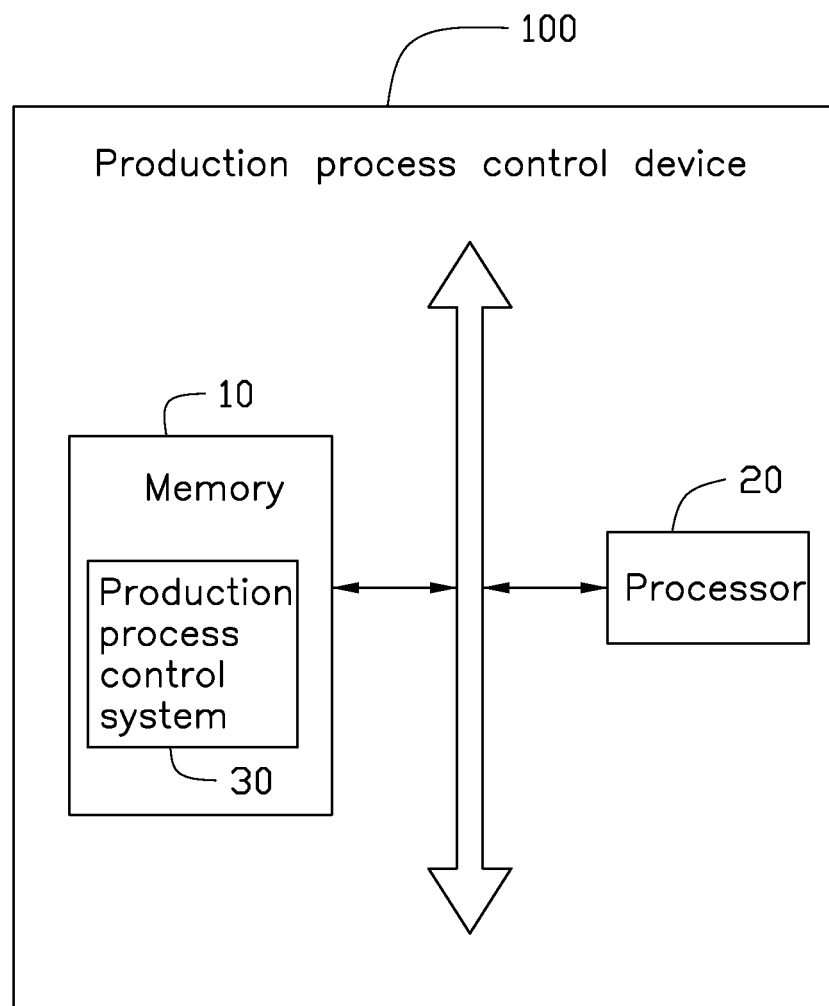 100
Production process control device
10
Memory
20
Processor
Production
process
control
system
30